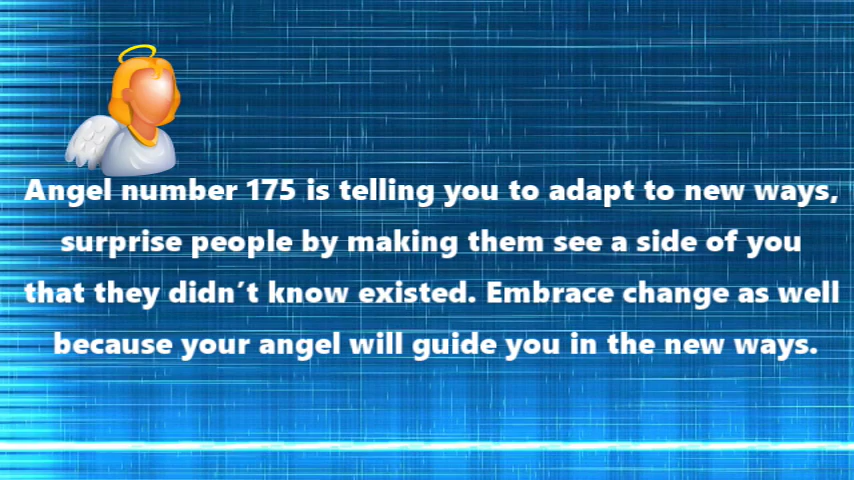 Angel number 175 is telling you to adapt to new ways,
surprise people by making them see a side of you
that they didn´t know existed. Embrace change as well
because your angel will guide you in the new ways.